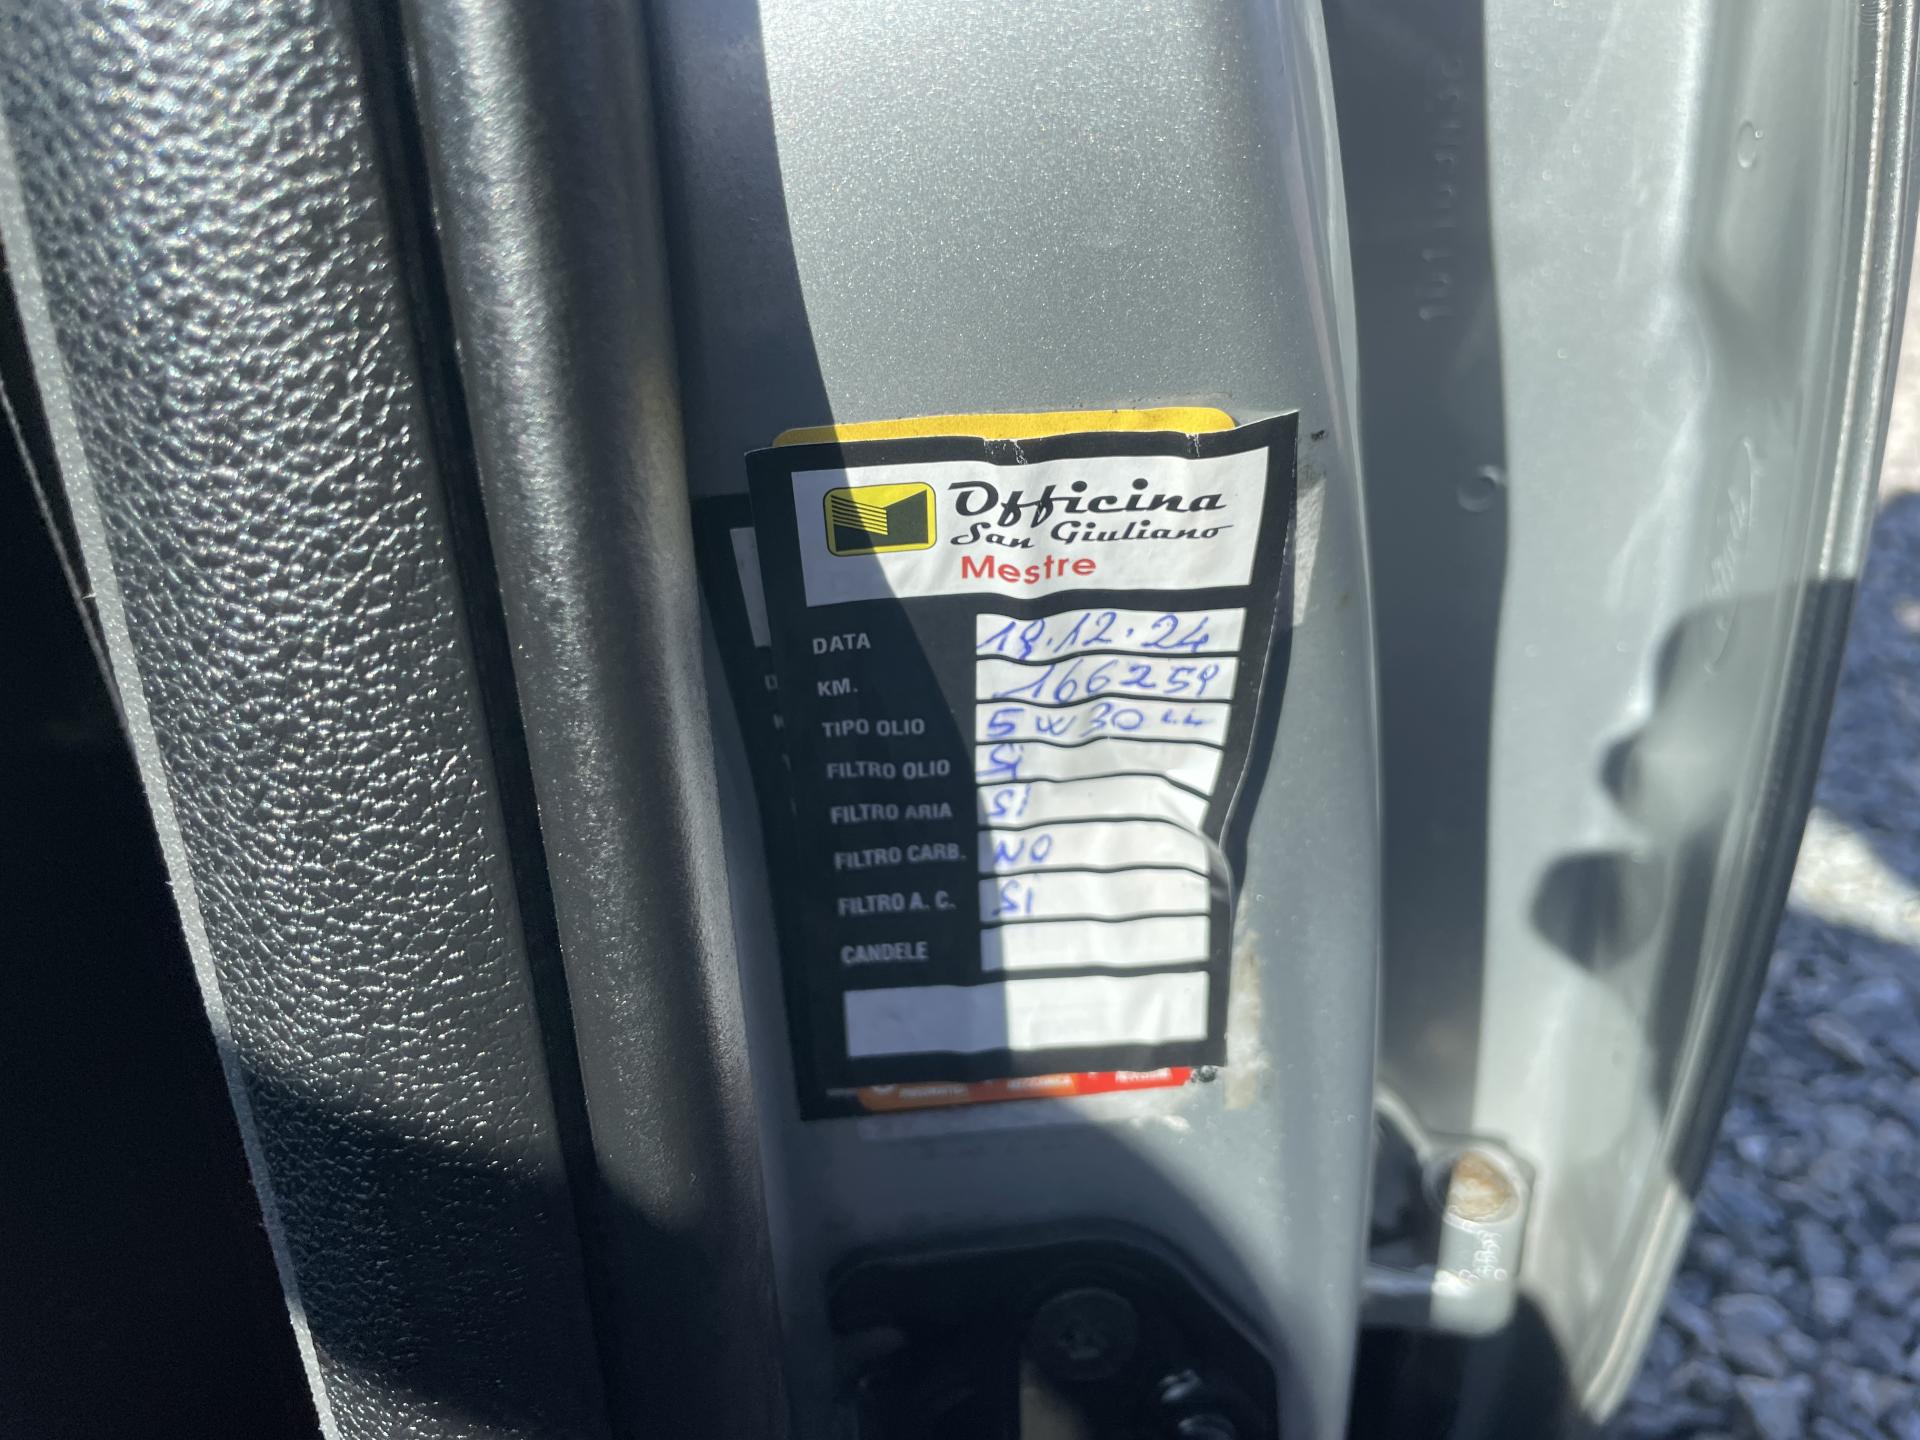 Officina
San Giuliano
Mestre
DATA 18.12.24
KM. 166259
TIPO OLIO 5W30 LL
FILTRO OLIO Si
FILTRO ARIA Si
FILTRO CARB. NO
FILTRO A. C. Si
CANDELE